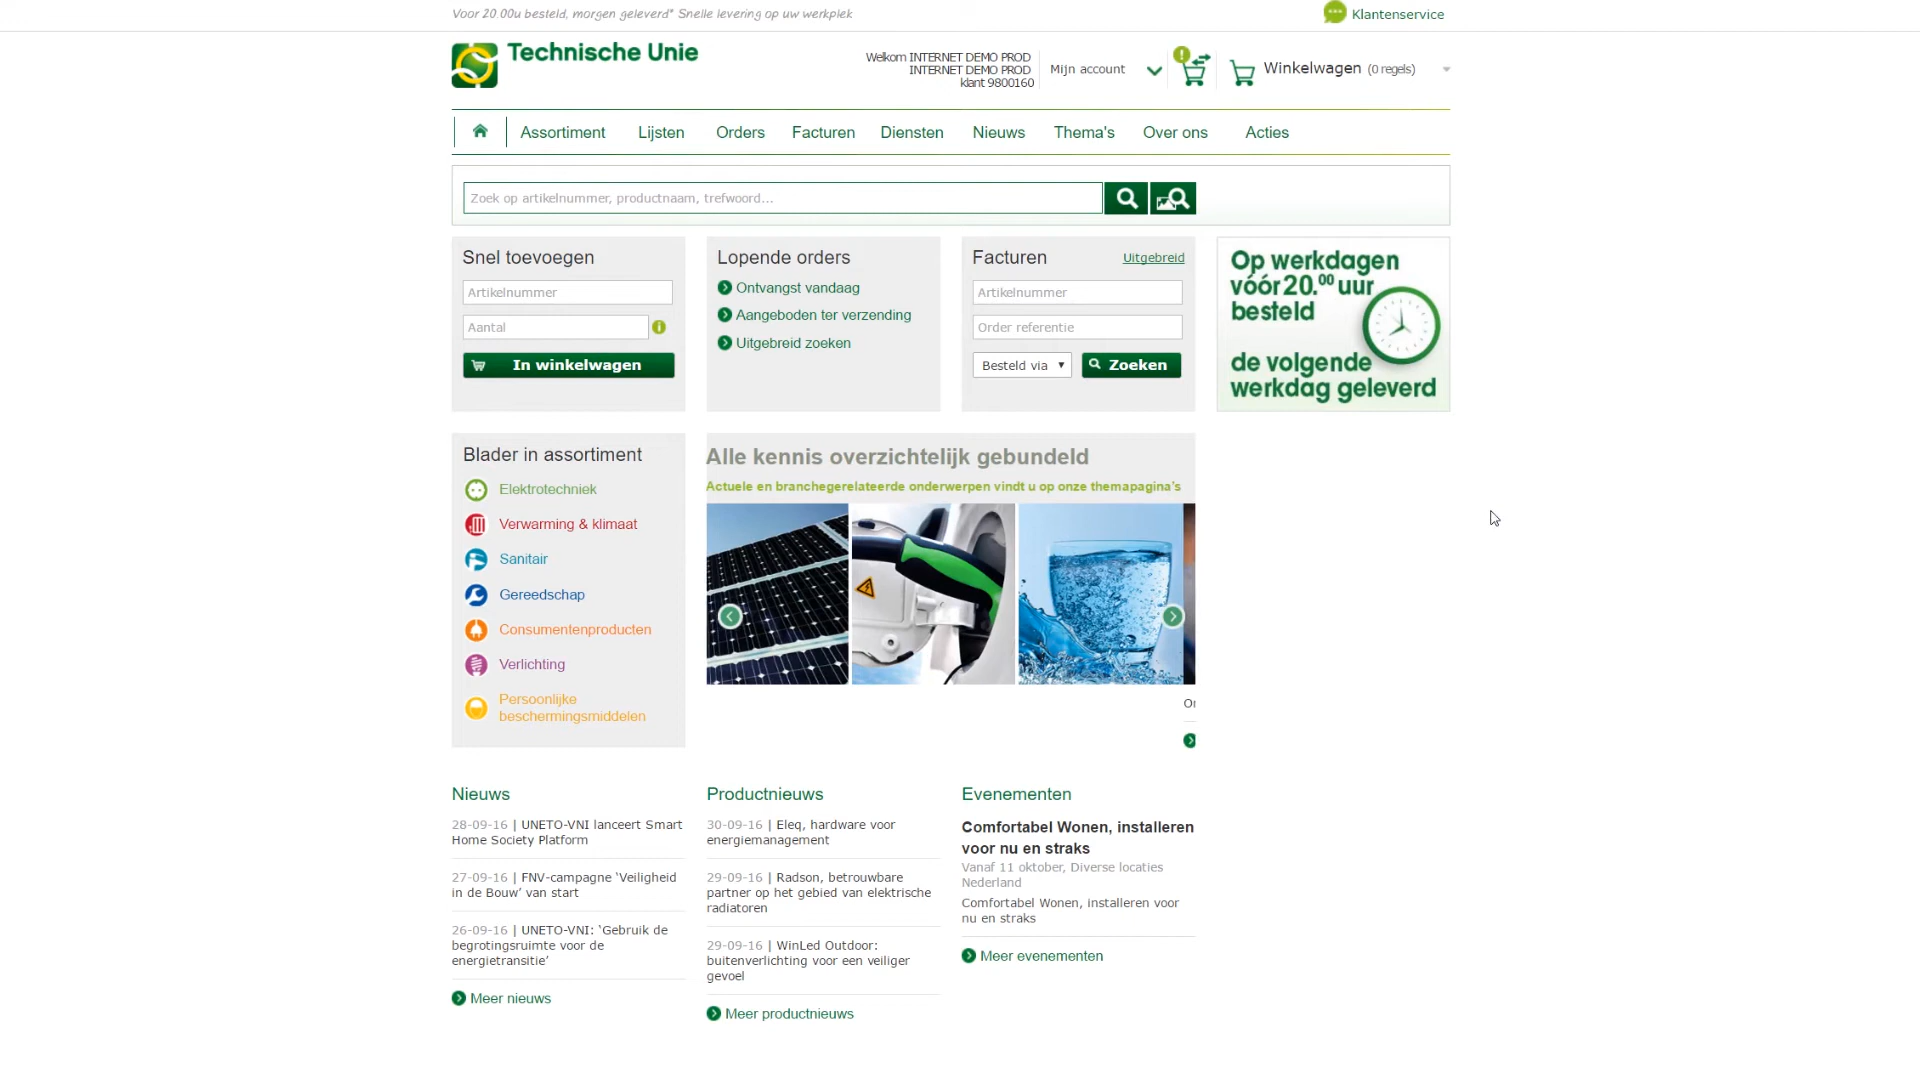 Voor 20.00u besteld, morgen geleverd* Snelle levering op uw werkplek
Klantenservice
Technische Unie
Welkom INTERNET DEMO PROD
INTERNET DEMO PROD
klant 9800160
Mijn account
Winkelwagen (0 regels)
Assortiment
Lijsten
Orders
Facturen
Diensten
Nieuws
Thema's
Over ons
Acties
Zoek op artikelnummer, productnaam, trefwoord...
Snel toevoegen
Artikelnummer
Aantal
In winkelwagen
Lopende orders
Ontvangst vandaag
Aangeboden ter verzending
Uitgebreid zoeken
Facturen
Uitgebreid
Artikelnummer
Order referentie
Besteld via
Zoeken
Op werkdagen
vóór 20.00 uur
besteld
de volgende
werkdag geleverd
Blader in assortiment
Elektrotechniek
Verwarming & klimaat
Sanitair
Gereedschap
Consumentenproducten
Verlichting
Persoonlijke
beschermingsmiddelen
Alle kennis overzichtelijk gebundeld
Actuele en branchegerelateerde onderwerpen vindt u op onze themapagina's
Nieuws
28-09-16 | UNETO-VNI lanceert Smart
Home Society Platform
27-09-16 | FNV-campagne ‘Veiligheid
in de Bouw’ van start
26-09-16 | UNETO-VNI: ‘Gebruik de
begrotingsruimte voor de
energietransitie’
Meer nieuws
Productnieuws
30-09-16 | Eleq, hardware voor
energiemanagement
29-09-16 | Radson, betrouwbare
partner op het gebied van elektrische
radiatoren
29-09-16 | WinLed Outdoor:
buitenverlichting voor een veiliger
gevoel
Meer productnieuws
Evenementen
Comfortabel Wonen, installeren
voor nu en straks
Vanaf 11 oktober, Diverse locaties
Nederland
Comfortabel Wonen, installeren voor
nu en straks
Meer evenementen